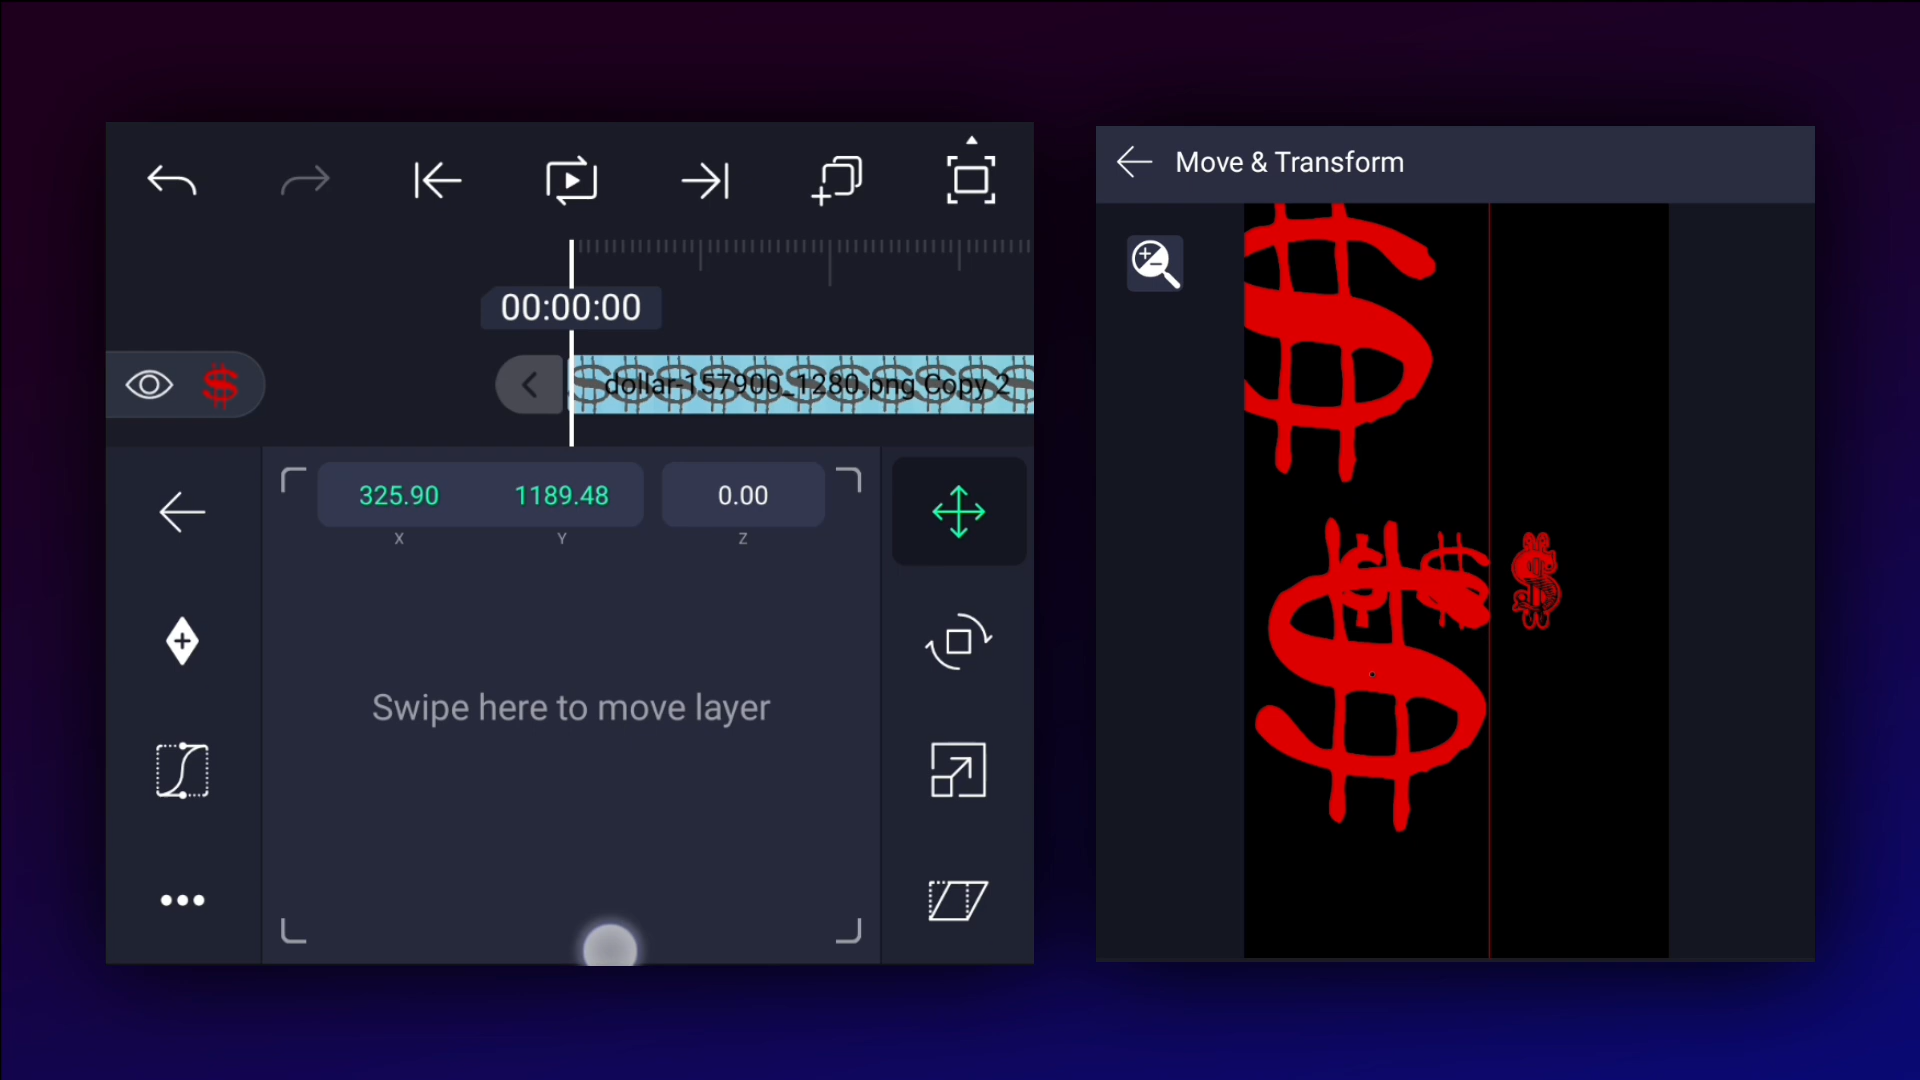 Move & Transform
00:00:00
dollar-157900_1280.png Copy 2
325.90 1189.48 0.00
X Y Z
Swipe here to move layer